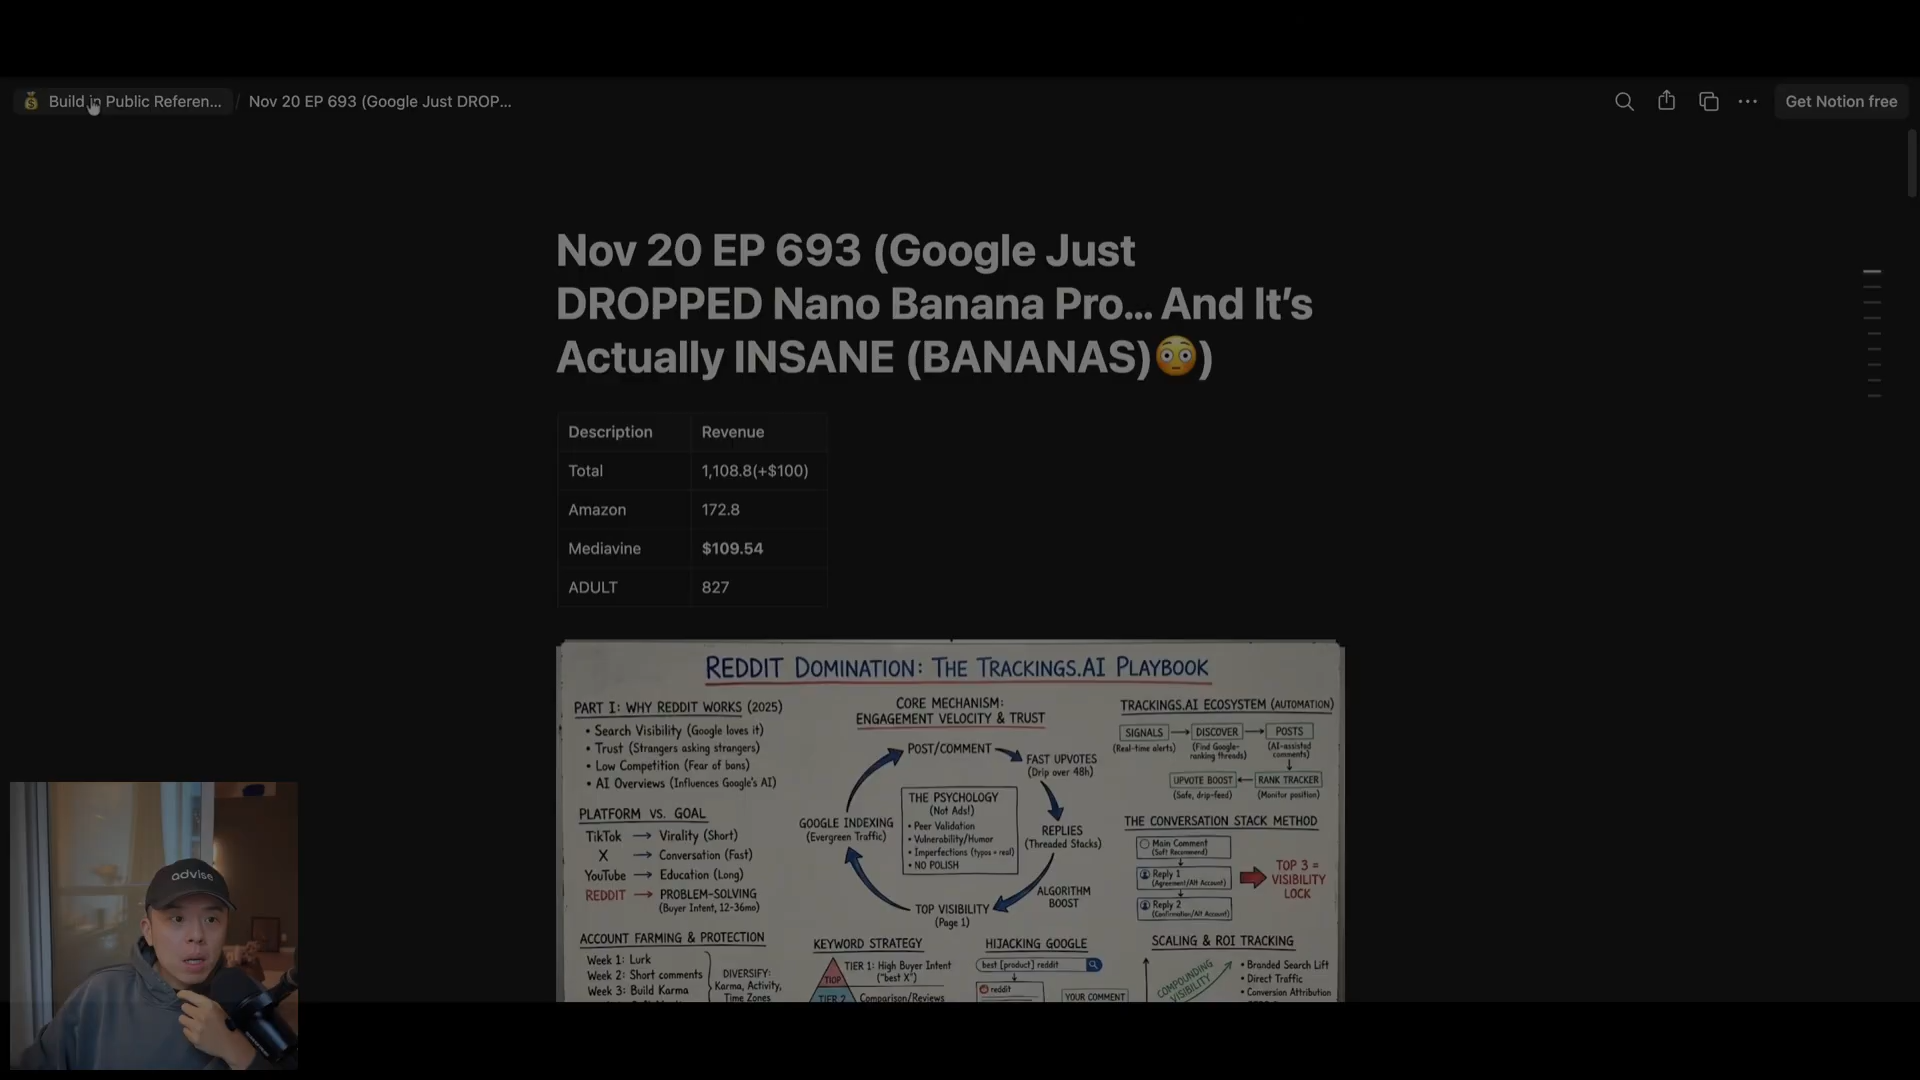 Build in Public Referen...
/
Nov 20 EP 693 (Google Just DROP...
Get Notion free
Nov 20 EP 693 (Google Just
DROPPED Nano Banana Pro... And It's
Actually INSANE (BANANAS)😳)
Description Revenue
Total 1,108.8(+$100)
Amazon 172.8
Mediavine $109.54
ADULT 827
REDDIT DOMINATION: THE TRACKINGS.AI PLAYBOOK
PART I: WHY REDDIT WORKS (2025)
• Search Visibility (Google loves it)
• Trust (Strangers asking strangers)
• Low Competition (Fear of bans)
• AI Overviews (Influences Google's AI)
PLATFORM VS. GOAL
TikTok → Virality (Short)
X → Conversation (Fast)
YouTube → Education (Long)
REDDIT → PROBLEM-SOLVING
(Buyer Intent, 12-36mo)
ACCOUNT FARMING & PROTECTION
Week 1: Lurk
Week 2: Short comments
Week 3: Build Karma
DIVERSIFY:
Karma, Activity,
Time Zones
CORE MECHANISM:
ENGAGEMENT VELOCITY & TRUST
POST/COMMENT
FAST UPVOTES
(Drip over 48h)
REPLIES
(Threaded Stacks)
ALGORITHM
BOOST
TOP VISIBILITY
(Page 1)
GOOGLE INDEXING
(Evergreen Traffic)
THE PSYCHOLOGY
(Not Ads!)
• Peer Validation
• Vulnerability/Humor
• Imperfections (typos = real)
• NO POLISH
KEYWORD STRATEGY
TIER 1: High Buyer Intent
("best X")
TIER 2
Comparison/Reviews
HIJACKING GOOGLE
best [product] reddit
reddit
YOUR COMMENT
TRACKINGS.AI ECOSYSTEM (AUTOMATION)
SIGNALS → DISCOVER → POSTS
(Real-time alerts)
(Find Google-
ranking threads)
(AI-assisted
comments)
UPVOTE BOOST ← RANK TRACKER
(Safe, drip-feed)
(Monitor position)
THE CONVERSATION STACK METHOD
Main Comment
(Soft Recommend)
Reply 1
(Agreement/Alt Account)
Reply 2
(Confirmation/Alt Account)
TOP 3 =
VISIBILITY
LOCK
SCALING & ROI TRACKING
COMPOUNDING
VISIBILITY
• Branded Search Lift
• Direct Traffic
• Conversion Attribution
advise